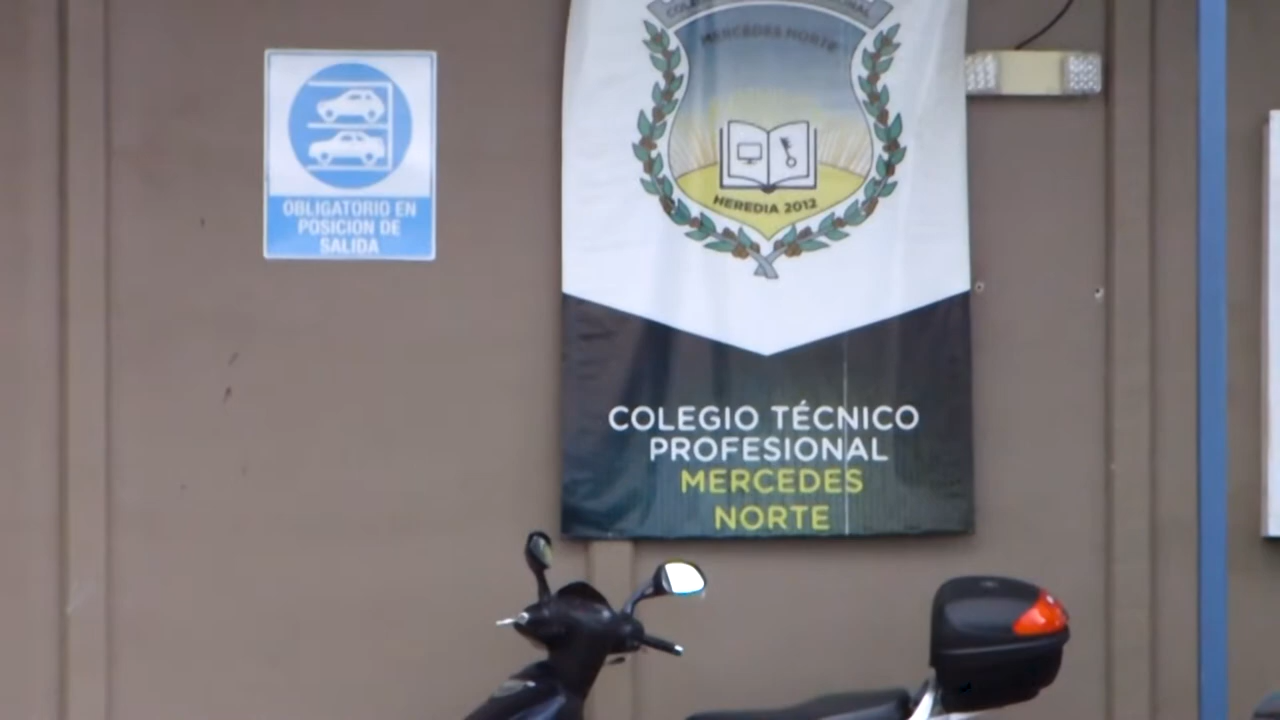 OBLIGATORIO EN
POSICION DE
SALIDA
MERCEDES NORTE
HEREDIA 2012
COLEGIO TÉCNICO
PROFESIONAL
MERCEDES
NORTE